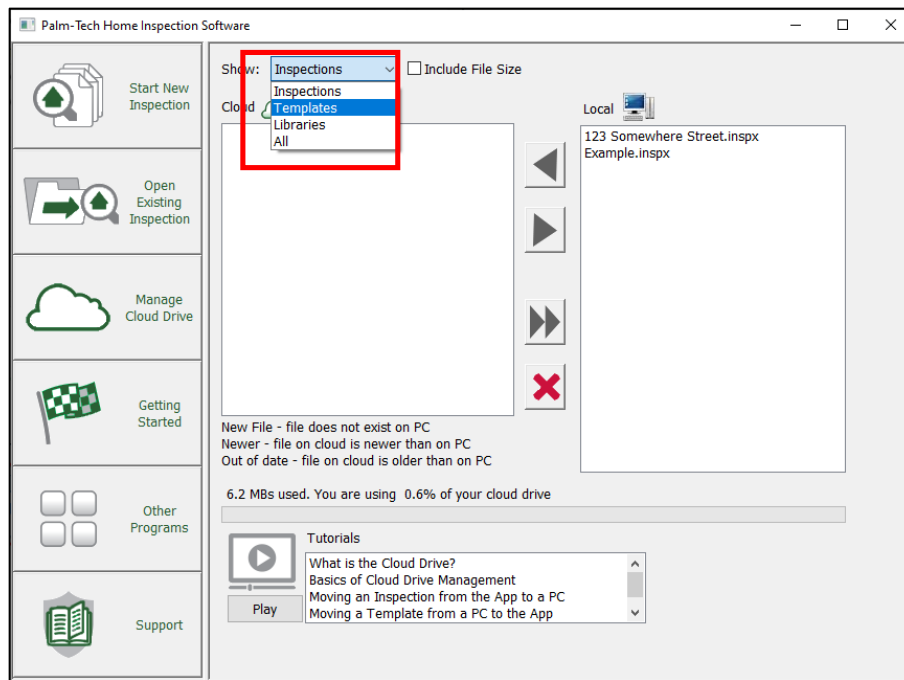 Palm-Tech Home Inspection Software
Start New
Inspection
Open
Existing
Inspection
Manage
Cloud Drive
Getting
Started
Other
Programs
Support
Show: Inspections Include File Size
Inspections
Templates
Libraries
All
Cloud
Local
123 Somewhere Street.inspx
Example.inspx
New File - file does not exist on PC
Newer - file on cloud is newer than on PC
Out of date - file on cloud is older than on PC
6.2 MBs used. You are using 0.6% of your cloud drive
Tutorials
What is the Cloud Drive?
Basics of Cloud Drive Management
Moving an Inspection from the App to a PC
Moving a Template from a PC to the App
Play